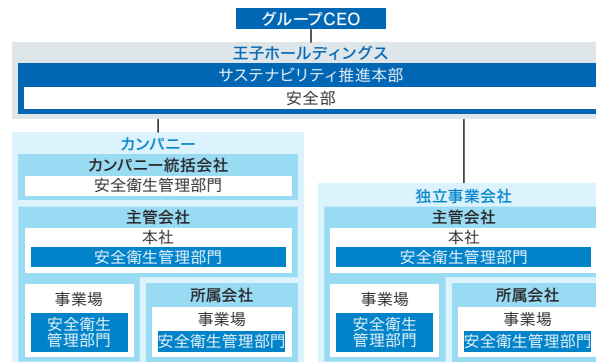 グループCEO
王子ホールディングス
サステナビリティ推進本部
安全部
カンパニー
カンパニー統括会社
安全衛生管理部門
主管会社
本社
安全衛生管理部門
事業場
安全衛生
管理部門
所属会社
事業場
安全衛生管理部門
独立事業会社
主管会社
本社
安全衛生管理部門
事業場
安全衛生
管理部門
所属会社
事業場
安全衛生管理部門